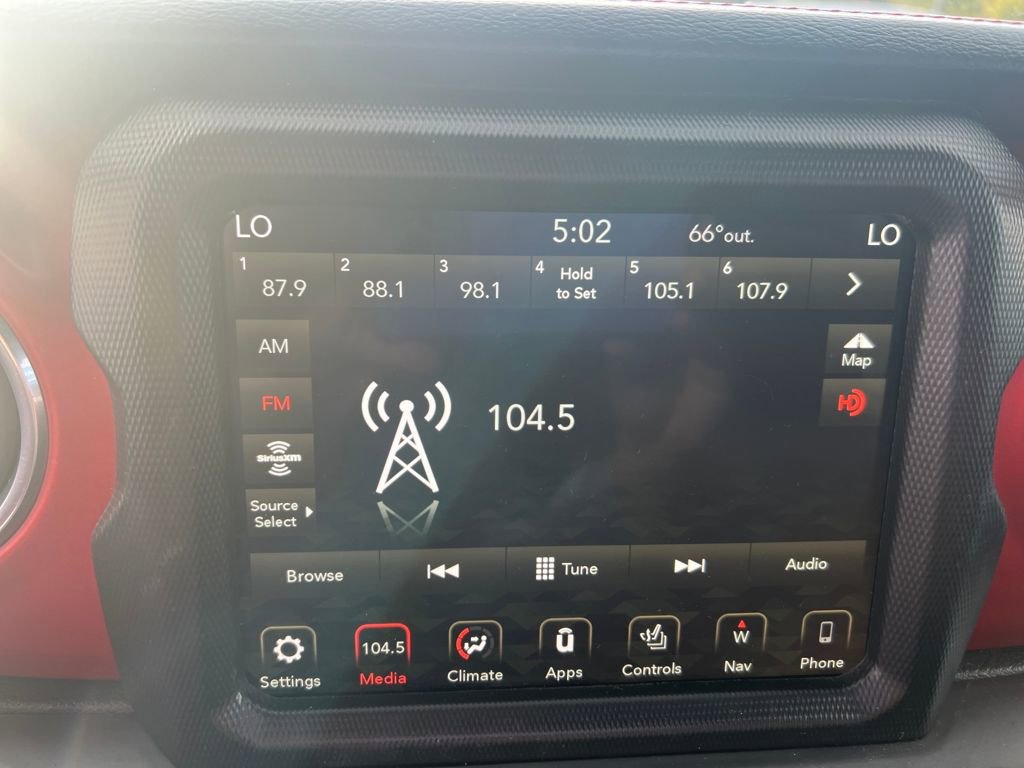 LO 5:02 66°out. LO
1 87.9
2 88.1
3 98.1
4 Hold
to Set
5 105.1
6 107.9
AM
Map
FM
HD
104.5
SiriusXm
Source
Select
Browse Tune Audio
104.5
W
Settings Media Climate Apps Controls Nav Phone